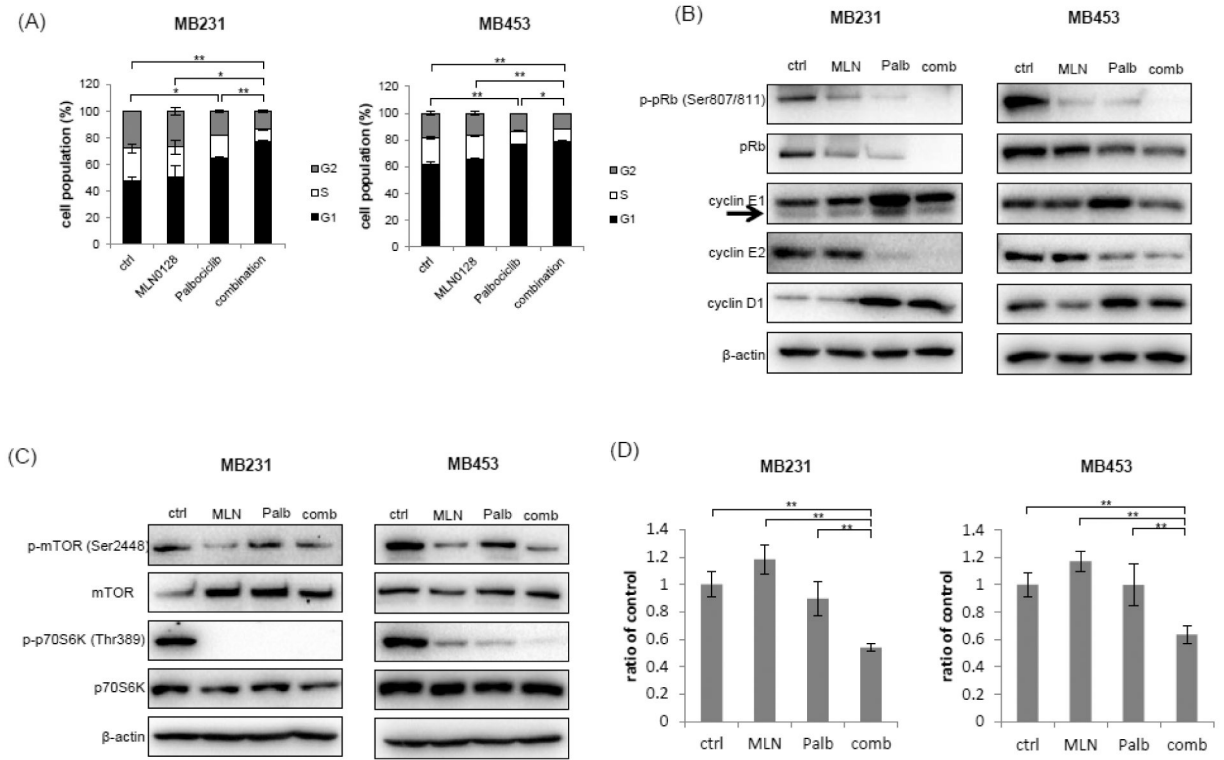 (A)
MB231
MB453
**
*
*
**
**
**
**
*
cell population (%)
120
100
80
60
40
20
0
ctrl
MLN0128
Palbociclib
combination
G2
S
G1
cell population (%)
120
100
80
60
40
20
0
ctrl
MLN0128
Palbociclib
combination
G2
S
G1
(B)
MB231
MB453
ctrl MLN Palb comb
ctrl MLN Palb comb
p-pRb (Ser807/811)
pRb
cyclin E1
cyclin E2
cyclin D1
β-actin
(C)
MB231
MB453
ctrl MLN Palb comb
ctrl MLN Palb comb
p-mTOR (Ser2448)
mTOR
p-p70S6K (Thr389)
p70S6K
β-actin
(D)
MB231
MB453
**
**
**
**
**
**
ratio of control
1.4
1.2
1
0.8
0.6
0.4
0.2
0
ctrl MLN Palb comb
ratio of control
1.4
1.2
1
0.8
0.6
0.4
0.2
0
ctrl MLN Palb comb